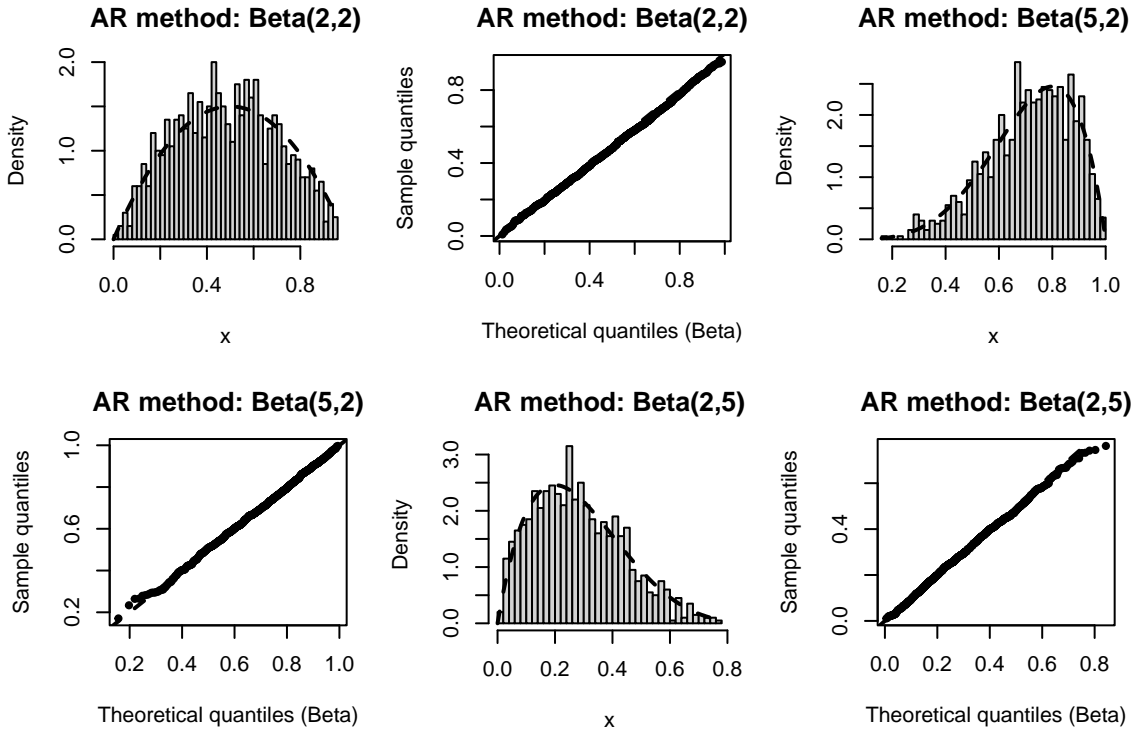 AR method: Beta(2,2)
Density
0.0 1.0 2.0
0.0 0.4 0.8
x
AR method: Beta(2,2)
Sample quantiles
0.0 0.4 0.8
0.0 0.4 0.8
Theoretical quantiles (Beta)
AR method: Beta(5,2)
Density
0.0 1.0 2.0
0.2 0.4 0.6 0.8 1.0
x
AR method: Beta(5,2)
Sample quantiles
0.2 0.6 1.0
0.2 0.4 0.6 0.8 1.0
Theoretical quantiles (Beta)
AR method: Beta(2,5)
Density
0.0 1.0 2.0 3.0
0.0 0.2 0.4 0.6 0.8
x
AR method: Beta(2,5)
Sample quantiles
0.0 0.4
0.0 0.2 0.4 0.6 0.8
Theoretical quantiles (Beta)